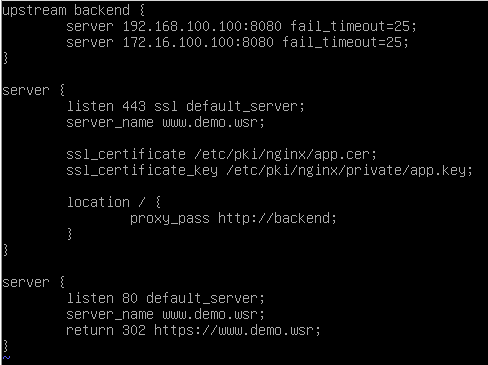 upstream backend {
server 192.168.100.100:8080 fail_timeout=25;
server 172.16.100.100:8080 fail_timeout=25;
}
server {
listen 443 ssl default_server;
server_name www.demo.wsr;
ssl_certificate /etc/pki/nginx/app.cer;
ssl_certificate_key /etc/pki/nginx/private/app.key;
location / {
proxy_pass http://backend;
}
}
server {
listen 80 default_server;
server_name www.demo.wsr;
return 302 https://www.demo.wsr;
}
~